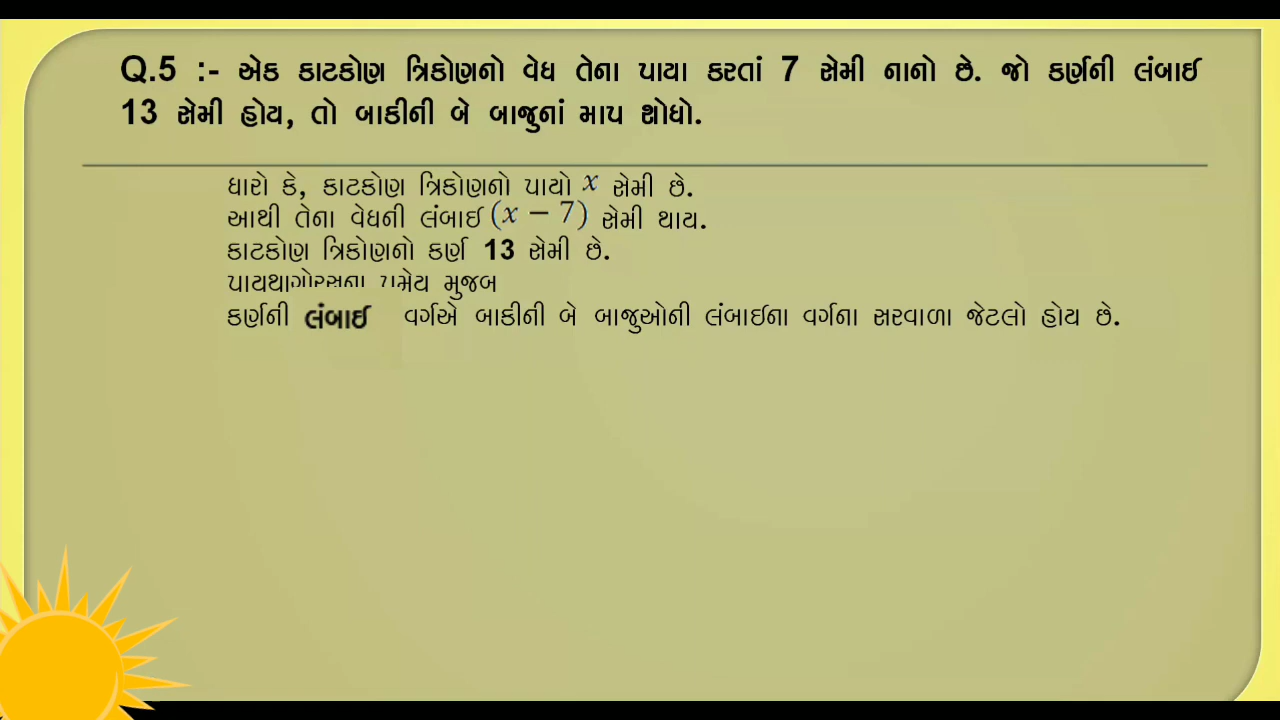 Q.5 :- એક કાટકોણ ત્રિકોણનો વેધ તેના પાયા કરતાં 7 સેમી નાનો છે. જો કર્ણની લંબાઈ
13 સેમી હોય, તો બાકીની બે બાજુનાં માપ શોધો.
ધારો કે, કાટકોણ ત્રિકોણનો પાયો x સેમી છે.
આથી તેના વેધની લંબાઈ (x − 7) સેમી થાય.
કાટકોણ ત્રિકોણનો કર્ણ 13 સેમી છે.
પાયથાગોરસના પ્રમેય મુજબ
કર્ણની લંબાઈ વર્ગએ બાકીની બે બાજુઓની લંબાઈના વર્ગના સરવાળા જેટલો હોય છે.